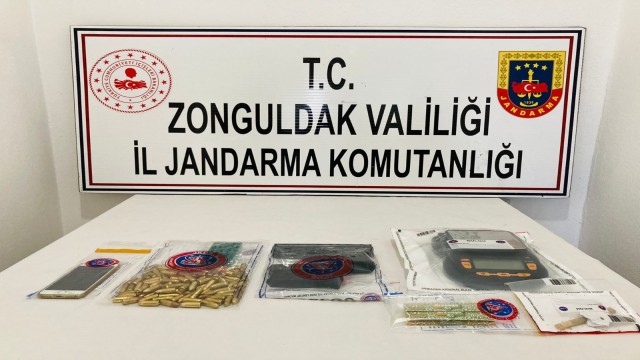 T.C.
ZONGULDAK VALİLİĞİ
İL JANDARMA KOMUTANLIĞI
JANDARMA